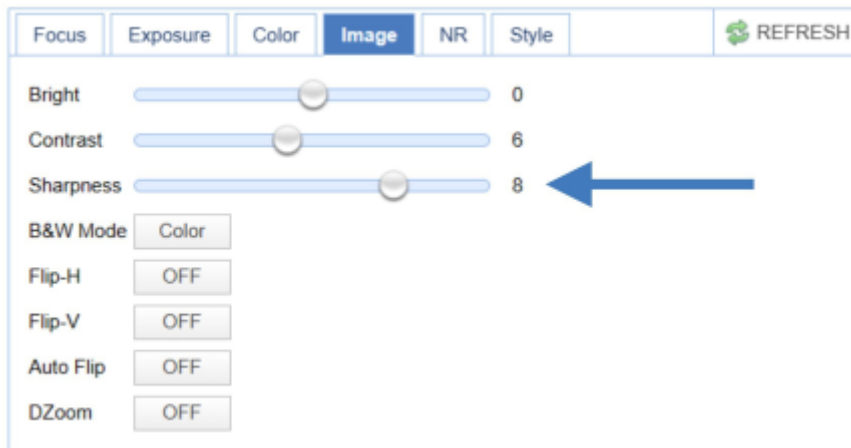 Focus Exposure Color Image NR Style REFRESH
Bright 0
Contrast 6
Sharpness 8
B&W Mode Color
Flip-H OFF
Flip-V OFF
Auto Flip OFF
DZoom OFF